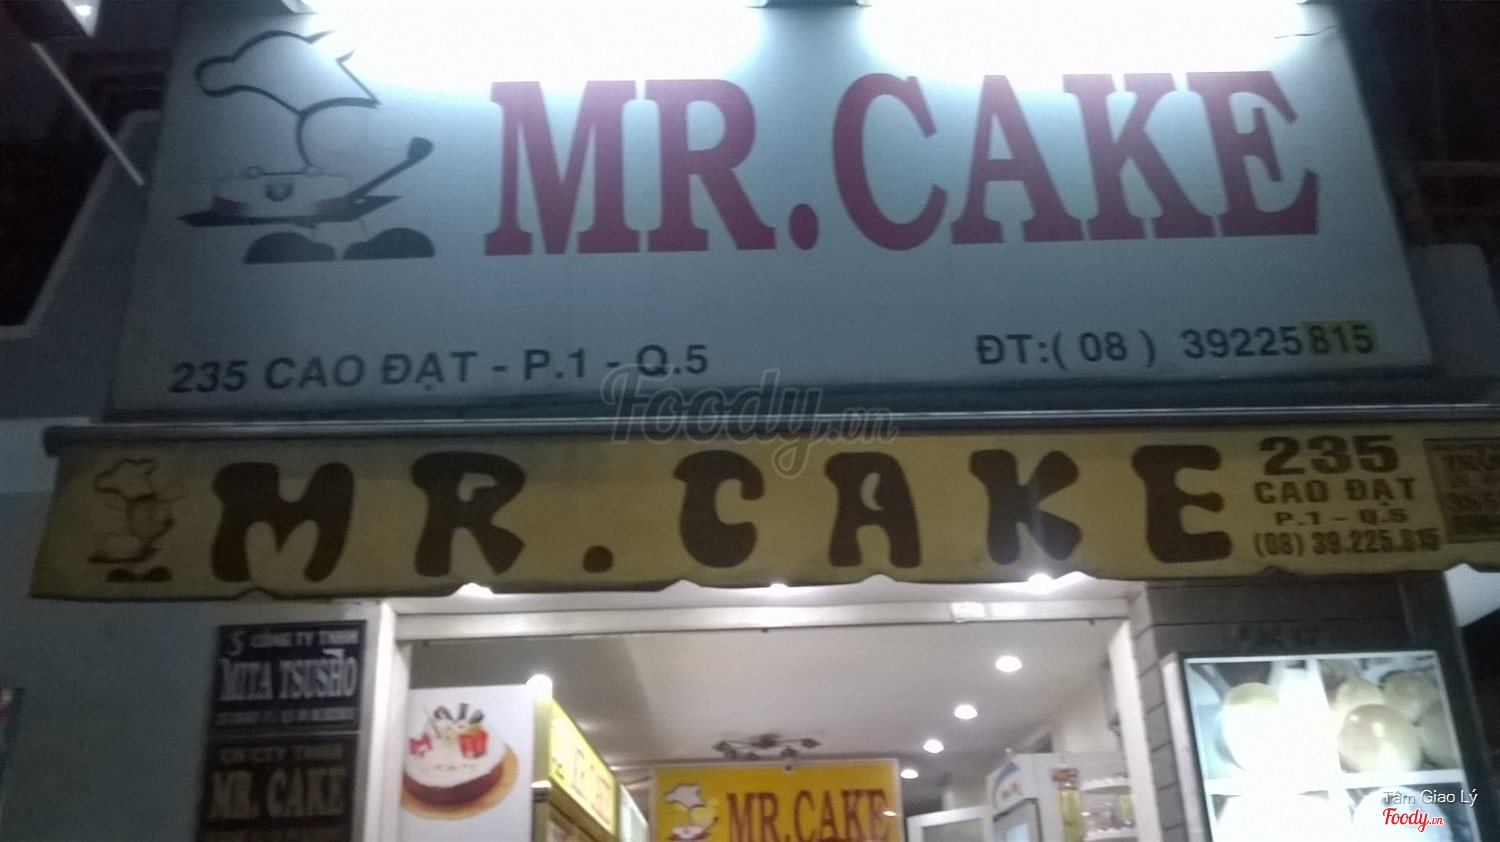 MR.CAKE
235 CAO ĐẠT - P.1 - Q.5
ĐT:( 08 ) 39225815
Foody.vn
MR.CAKE
235
CAO ĐẠT
P.1 - Q.5
(08) 39.225.815
CÔNG TY TNHH
MITA TSUSHO
CTY TNHH
MR. CAKE
MR.CAKE
Tâm Giao Lý
Foody.vn